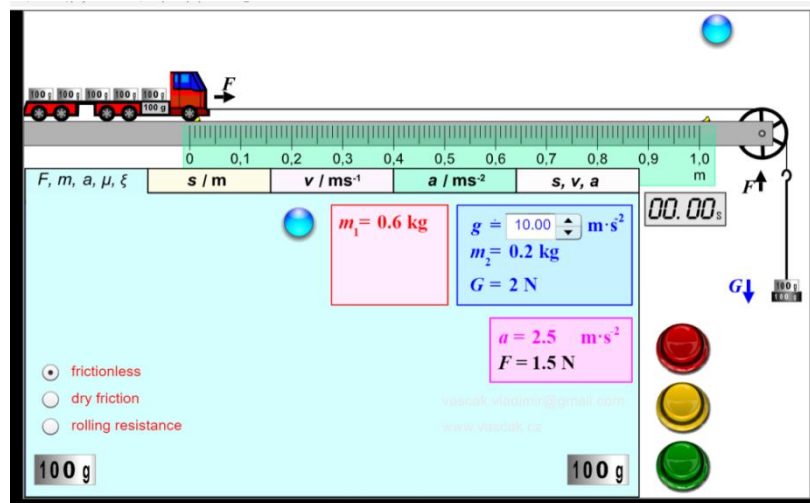 100 g 100 g 100 g 100 g 100 g
100 g
F
0 0,1 0,2 0,3 0,4 0,5 0,6 0,7 0,8 0,9 1,0
m
F, m, a, μ, ξ
s / m
v / ms⁻¹
a / ms⁻²
s, v, a
F
00.00s
m₁= 0.6 kg
g ≐ 10.00 m·s⁻²
m₂= 0.2 kg
G = 2 N
G
100 g
100 g
a = 2.5 m·s⁻²
F = 1.5 N
frictionless
dry friction
rolling resistance
vascak.vladimir@gmail.com
www.vascak.cz
100 g
100 g